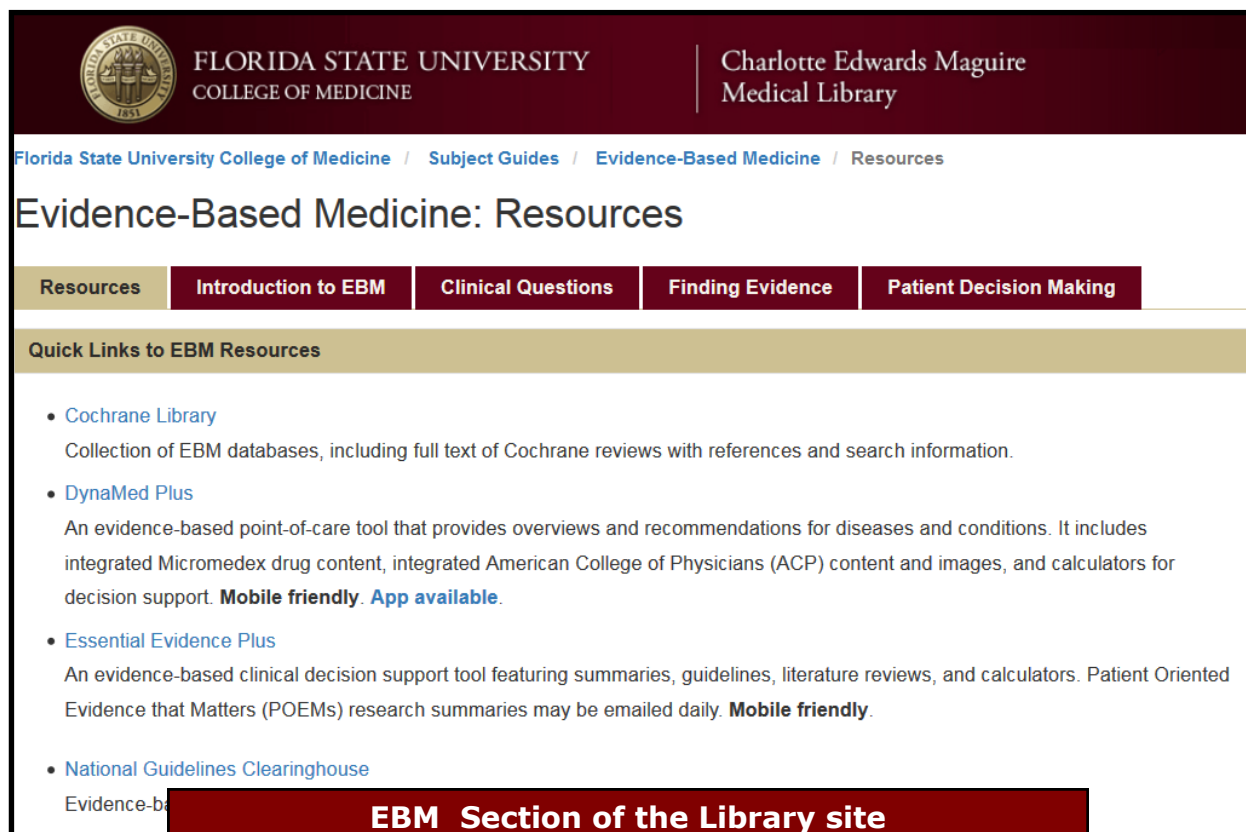 FLORIDA STATE UNIVERSITY
COLLEGE OF MEDICINE
Charlotte Edwards Maguire
Medical Library
Florida State University College of Medicine / Subject Guides / Evidence-Based Medicine / Resources
Evidence-Based Medicine: Resources
Resources Introduction to EBM Clinical Questions Finding Evidence Patient Decision Making
Quick Links to EBM Resources
• Cochrane Library
Collection of EBM databases, including full text of Cochrane reviews with references and search information.
• DynaMed Plus
An evidence-based point-of-care tool that provides overviews and recommendations for diseases and conditions. It includes
integrated Micromedex drug content, integrated American College of Physicians (ACP) content and images, and calculators for
decision support. Mobile friendly. App available.
• Essential Evidence Plus
An evidence-based clinical decision support tool featuring summaries, guidelines, literature reviews, and calculators. Patient Oriented
Evidence that Matters (POEMs) research summaries may be emailed daily. Mobile friendly.
• National Guidelines Clearinghouse
Evidence-ba
EBM Section of the Library site